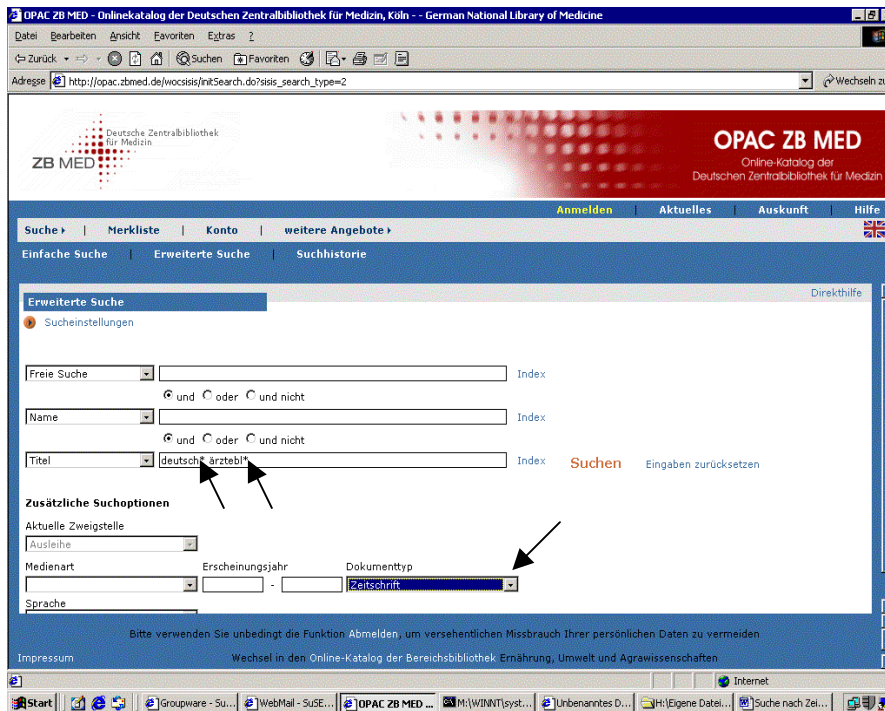 OPAC ZB MED - Onlinekatalog der Deutschen Zentralbibliothek für Medizin, Köln - - German National Library of Medicine
Datei Bearbeiten Ansicht Favoriten Extras ?
Zurück Suchen Favoriten
Adresse http://opac.zbmed.de/wocsisis/initSearch.do?sisis_search_type=2 Wechseln zu
Deutsche Zentralbibliothek
für Medizin
ZB MED
OPAC ZB MED
Online-Katalog der
Deutschen Zentralbibliothek für Medizin
Anmelden | Aktuelles | Auskunft | Hilfe
Suche | Merkliste | Konto | weitere Angebote
Einfache Suche | Erweiterte Suche | Suchhistorie
Direkthilfe
Erweiterte Suche
Sucheinstellungen
Freie Suche Index
und oder und nicht
Name Index
und oder und nicht
Titel deutsch* ärztebl* Index Suchen Eingaben zurücksetzen
Zusätzliche Suchoptionen
Aktuelle Zweigstelle
Ausleihe
Medienart Erscheinungsjahr Dokumenttyp
- Zeitschrift
Sprache
Bitte verwenden Sie unbedingt die Funktion Abmelden, um versehentlichen Missbrauch Ihrer persönlichen Daten zu vermeiden
Impressum Wechsel in den Online-Katalog der Bereichsbibliothek Ernährung, Umwelt und Agrawissenschaften
Internet
Start Groupware - Su... WebMail - SuSE... OPAC ZB MED ... M:\WINNT\syst... Unbenanntes D... H:\Eigene Datei... Suche nach Zei...